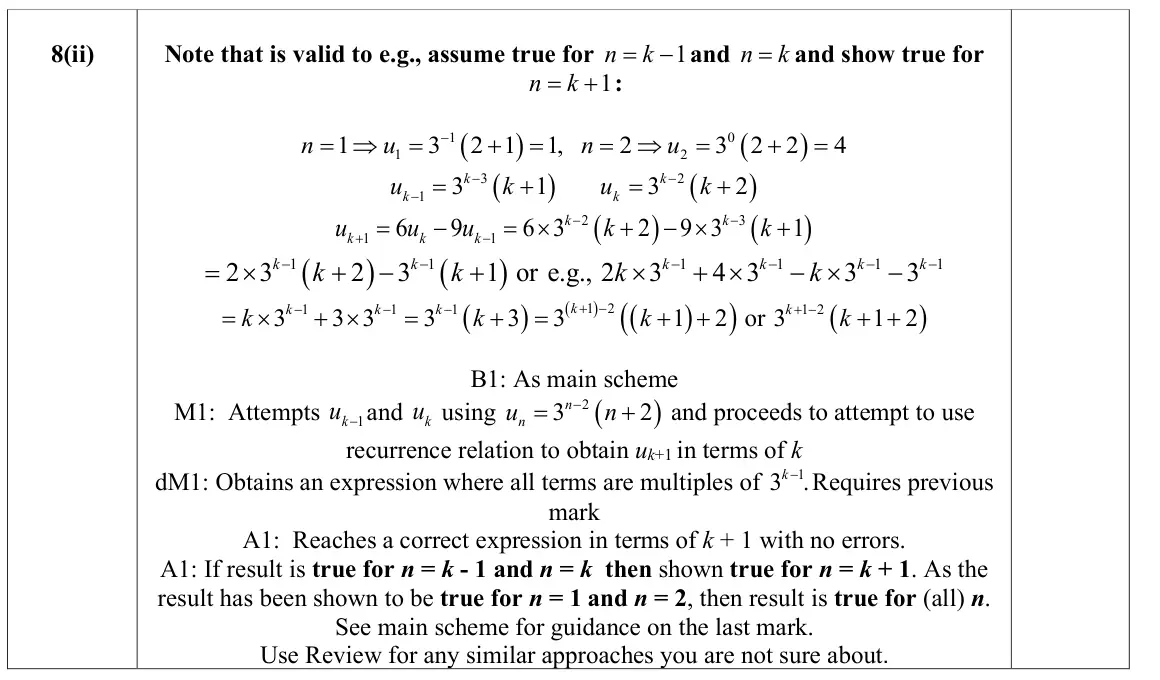 8(ii)
Note that is valid to e.g., assume true for n = k −1 and n = k and show true for
n = k +1 :
n = 1 ⇒ u₁ = 3⁻¹ (2 + 1) = 1, n = 2 ⇒ u₂ = 3⁰ (2 + 2) = 4
uₖ₋₁ = 3ᵏ⁻³ (k + 1) uₖ = 3ᵏ⁻² (k + 2)
uₖ₊₁ = 6uₖ − 9uₖ₋₁ = 6 × 3ᵏ⁻² (k + 2) − 9 × 3ᵏ⁻³ (k + 1)
= 2 × 3ᵏ⁻¹ (k + 2) − 3ᵏ⁻¹ (k + 1) or e.g., 2k × 3ᵏ⁻¹ + 4 × 3ᵏ⁻¹ − k × 3ᵏ⁻¹ − 3ᵏ⁻¹
= k × 3ᵏ⁻¹ + 3 × 3ᵏ⁻¹ = 3ᵏ⁻¹ (k + 3) = 3⁽ᵏ⁺¹⁾⁻² ((k + 1) + 2) or 3ᵏ⁺¹⁻² (k + 1 + 2)
B1: As main scheme
M1: Attempts uₖ₋₁ and uₖ using uₙ = 3ⁿ⁻² (n + 2) and proceeds to attempt to use
recurrence relation to obtain uₖ₊₁ in terms of k
dM1: Obtains an expression where all terms are multiples of 3ᵏ⁻¹. Requires previous
mark
A1: Reaches a correct expression in terms of k + 1 with no errors.
A1: If result is true for n = k - 1 and n = k then shown true for n = k + 1. As the
result has been shown to be true for n = 1 and n = 2, then result is true for (all) n.
See main scheme for guidance on the last mark.
Use Review for any similar approaches you are not sure about.